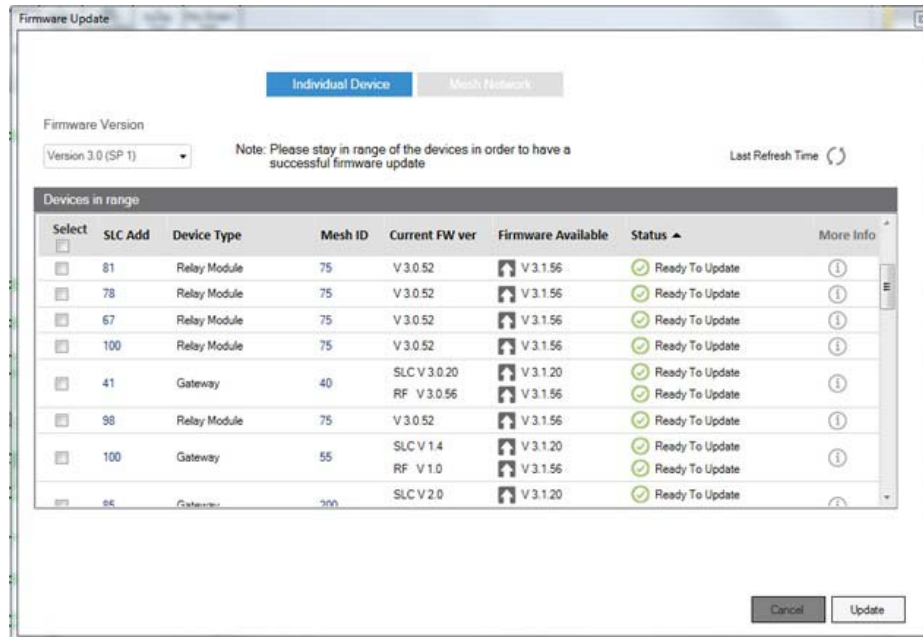 Firmware Update
Individual Device Mesh Network
Firmware Version
Version 3.0 (SP 1)
Note: Please stay in range of the devices in order to have a
successful firmware update
Last Refresh Time
Devices in range
Select SLC Add Device Type Mesh ID Current FW ver Firmware Available Status More Info
81 Relay Module 75 V 3.0.52 V 3.1.56 Ready To Update
78 Relay Module 75 V 3.0.52 V 3.1.56 Ready To Update
67 Relay Module 75 V 3.0.52 V 3.1.56 Ready To Update
100 Relay Module 75 V 3.0.52 V 3.1.56 Ready To Update
41 Gateway 40 SLC V 3.0.20 V 3.1.20 Ready To Update
RF V 3.0.56 V 3.1.56 Ready To Update
98 Relay Module 75 V 3.0.52 V 3.1.56 Ready To Update
100 Gateway 55 SLC V 1.4 V 3.1.20 Ready To Update
RF V 1.0 V 3.1.56 Ready To Update
85 Gateway 200 SLC V 2.0 V 3.1.20 Ready To Update
Cancel Update